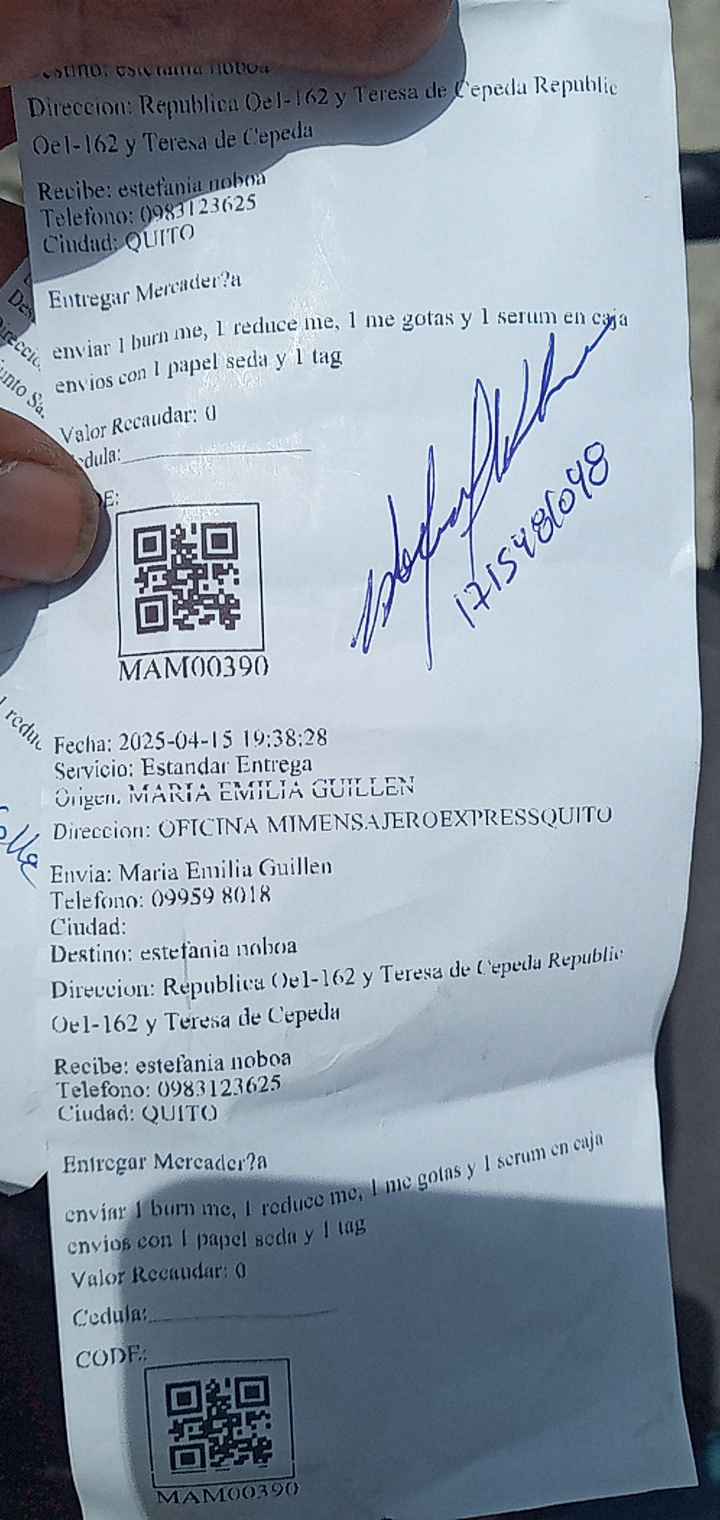 Destino: estefania noboa
Direccion: Republica Oe1-162 y Teresa de Cepeda Republic
Oe1-162 y Teresa de Cepeda
Recibe: estefania noboa
Telefono: 0983123625
Ciudad: QUITO
Entregar Mercader?a
enviar 1 burn me, 1 reduce me, 1 me gotas y 1 serum en caja
envios con 1 papel seda y 1 tag
Valor Recaudar: 0
edula:
DE:
1715486048
MAM00390
Fecha: 2025-04-15 19:38:28
Servicio: Estandar Entrega
Origen. MARIA EMILIA GUILLEN
Direccion: OFICINA MIMENSAJEROEXPRESSQUITO
Envia: Maria Emilia Guillen
Telefono: 09959 8018
Ciudad:
Destino: estefania noboa
Direccion: Republica Oe1-162 y Teresa de Cepeda Republic
Oe1-162 y Teresa de Cepeda
Recibe: estefania noboa
Telefono: 0983123625
Ciudad: QUITO
Entregar Mercader?a
enviar 1 burn me, 1 reduce me, 1 me gotas y 1 serum en caja
envios con 1 papel seda y 1 tag
Valor Recaudar: 0
Cedula:
CODE:
MAM00390